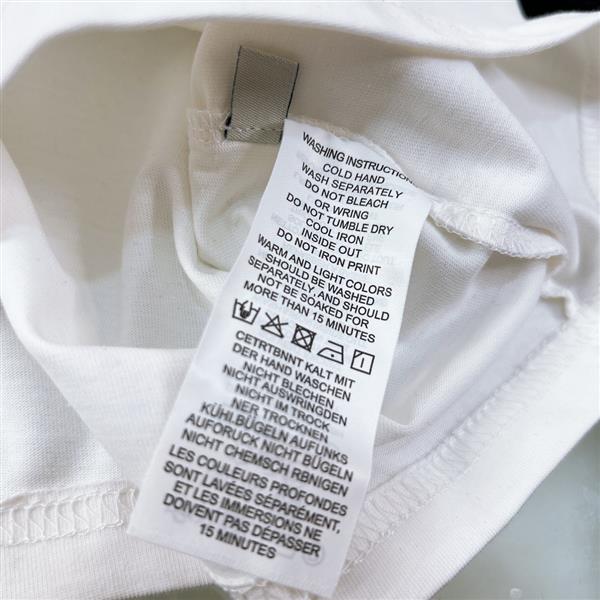 WASHING INSTRUCTION
COLD HAND
WASH SEPARATELY
DO NOT BLEACH
OR WRING
DO NOT TUMBLE DRY
COOL IRON
INSIDE OUT
DO NOT IRON PRINT
WARM AND LIGHT COLORS
SHOULD BE WASHED
SEPARATELY, AND SHOULD
NOT BE SOAKED FOR
MORE THAN 15 MINUTES
CETRTBNNT KALT MIT
DER HAND WASCHEN
NICHT BLECHEN
NICHT AUSWRINGDEN
NICHT IM TROCK
NER TROCKNEN
KÜHL.BÜGELN AUFUNKS
AUFORUCK NICHT BÜGELN
NICHT CHEMSCH RBNIGEN
LES COULEURS PROFONDES
SONT LAVÉES SÉPARÉMENT,
ET LES IMMERSIONS NE
DOIVENT PAS DÉPASSER
15 MINUTES